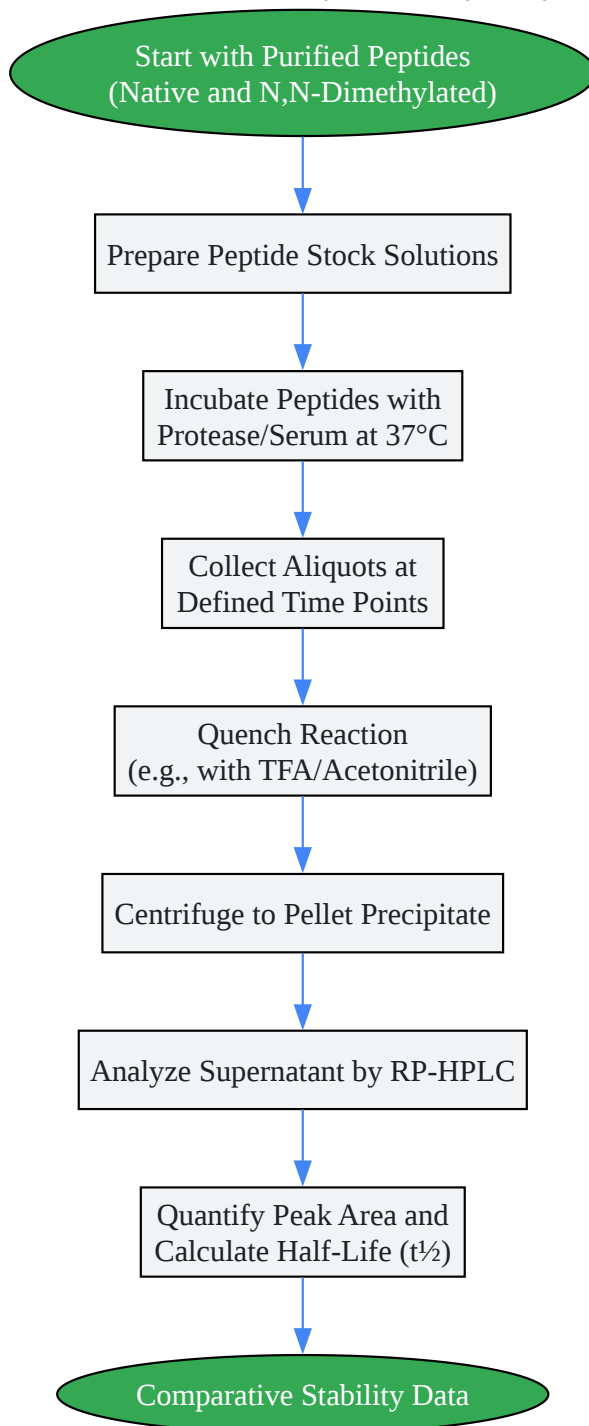 Start with Purified Peptides
(Native and N,N-Dimethylated)
Prepare Peptide Stock Solutions
Incubate Peptides with
Protease/Serum at 37°C
Collect Aliquots at
Defined Time Points
Quench Reaction
(e.g., with TFA/Acetonitrile)
Centrifuge to Pellet Precipitate
Analyze Supernatant by RP-HPLC
Quantify Peak Area and
Calculate Half-Life (t½)
Comparative Stability Data